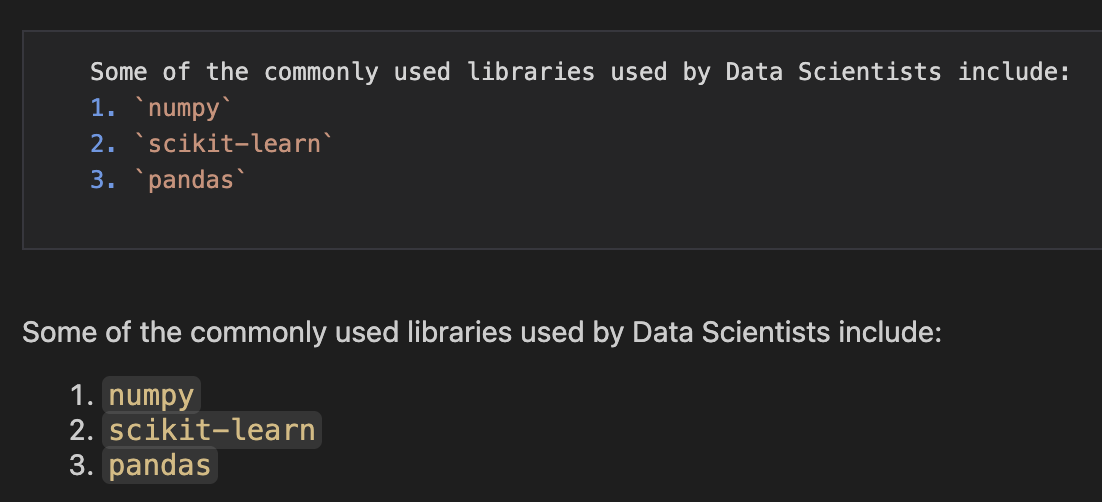 Some of the commonly used libraries used by Data Scientists include:
1. `numpy`
2. `scikit-learn`
3. `pandas`
Some of the commonly used libraries used by Data Scientists include:
1. numpy
2. scikit-learn
3. pandas